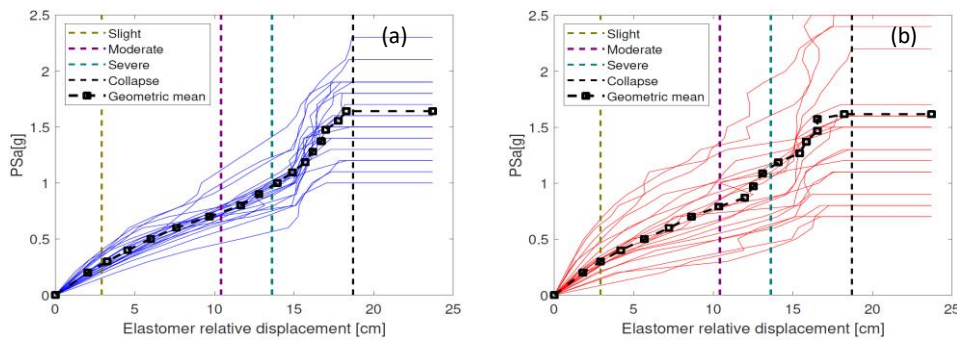 (a)
Slight
Moderate
Severe
Collapse
Geometric mean
PSa[g]
2.5
2
1.5
1
0.5
0
0 5 10 15 20 25
Elastomer relative displacement [cm]
(b)
Slight
Moderate
Severe
Collapse
Geometric mean
PSa[g]
2.5
2
1.5
1
0.5
0
0 5 10 15 20 25
Elastomer relative displacement [cm]